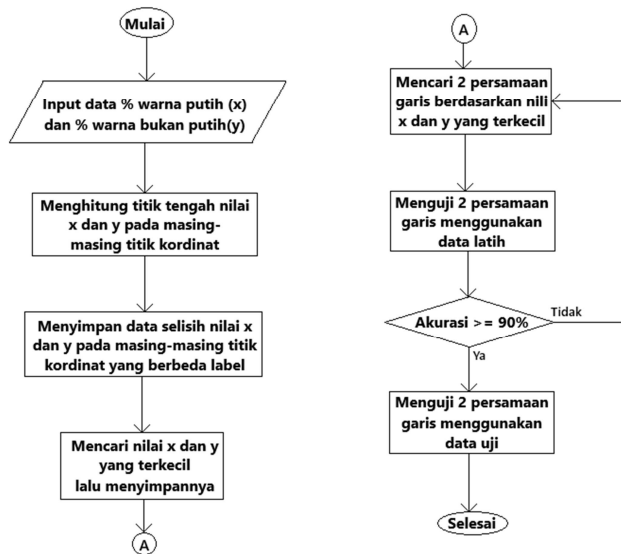 Mulai
Input data % warna putih (x)
dan % warna bukan putih(y)
Menghitung titik tengah nilai
x dan y pada masing-
masing titik kordinat
Menyimpan data selisih nilai x
dan y pada masing-masing titik
kordinat yang berbeda label
Mencari nilai x dan y
yang terkecil
lalu menyimpannya
A
A
Mencari 2 persamaan
garis berdasarkan nili
x dan y yang terkecil
Menguji 2 persamaan
garis menggunakan
data latih
Akurasi >= 90%
Tidak
Ya
Menguji 2 persamaan
garis menggunakan
data uji
Selesai